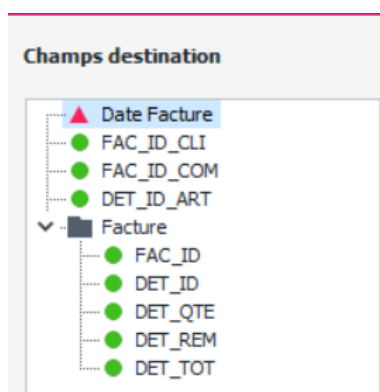 Champs destination
Date Facture
FAC_ID_CLI
FAC_ID_COM
DET_ID_ART
Facture
FAC_ID
DET_ID
DET_QTE
DET_REM
DET_TOT